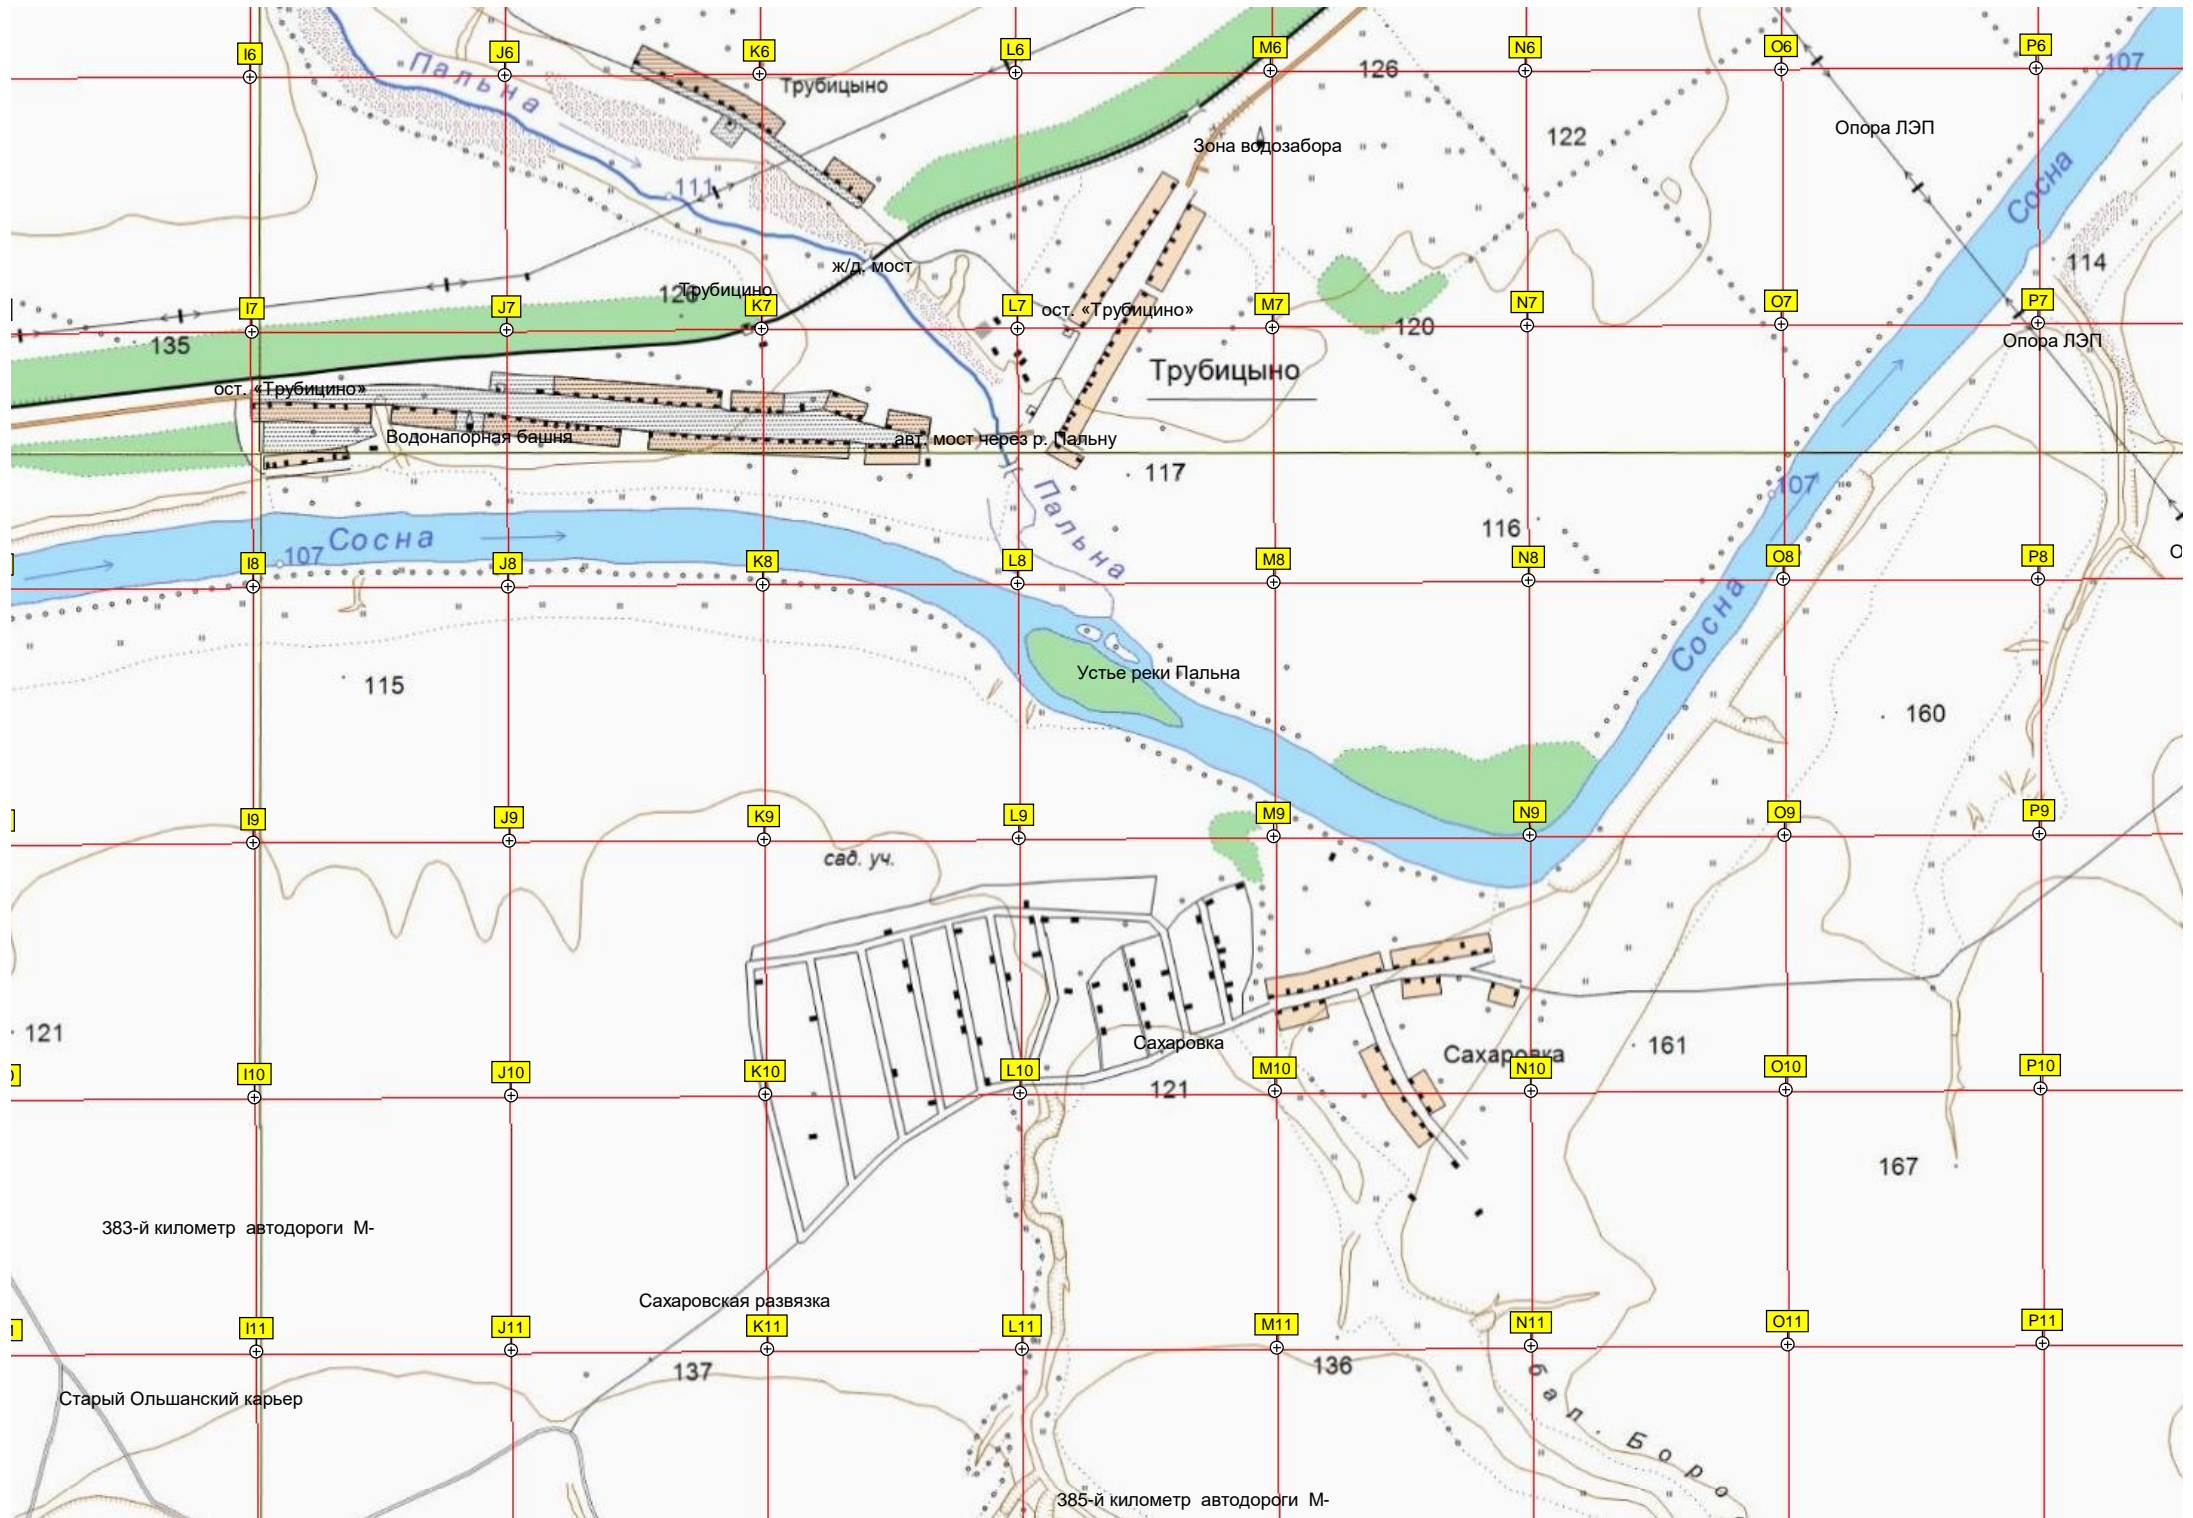 I6
J6
K6
L6
M6
N6
O6
P6
Пальна
Трубицыно
126
107
Опора ЛЭП
122
Зона водозабора
111
Сосна
114
ж/д. мост
Трубицино
126
I7
J7
K7
L7
ост. «Трубицино»
M7
N7
O7
P7
135
120
Опора ЛЭП
Трубицыно
ост. «Трубицино»
Водонапорная башня
авт. мост через р. Пальну
117
107
Пальна
116
Сосна
107
I8
J8
K8
L8
M8
N8
O8
P8
Сосна
115
Устье реки Пальна
160
I9
J9
K9
L9
M9
N9
O9
P9
сад. уч.
121
Сахаровка
Сахаровка
161
I10
J10
K10
L10
M10
N10
O10
P10
121
167
383-й километр автодороги М-
Сахаровская развязка
I11
J11
K11
L11
M11
N11
O11
P11
137
136
Старый Ольшанский карьер
бал. Боро
385-й километр автодороги М-